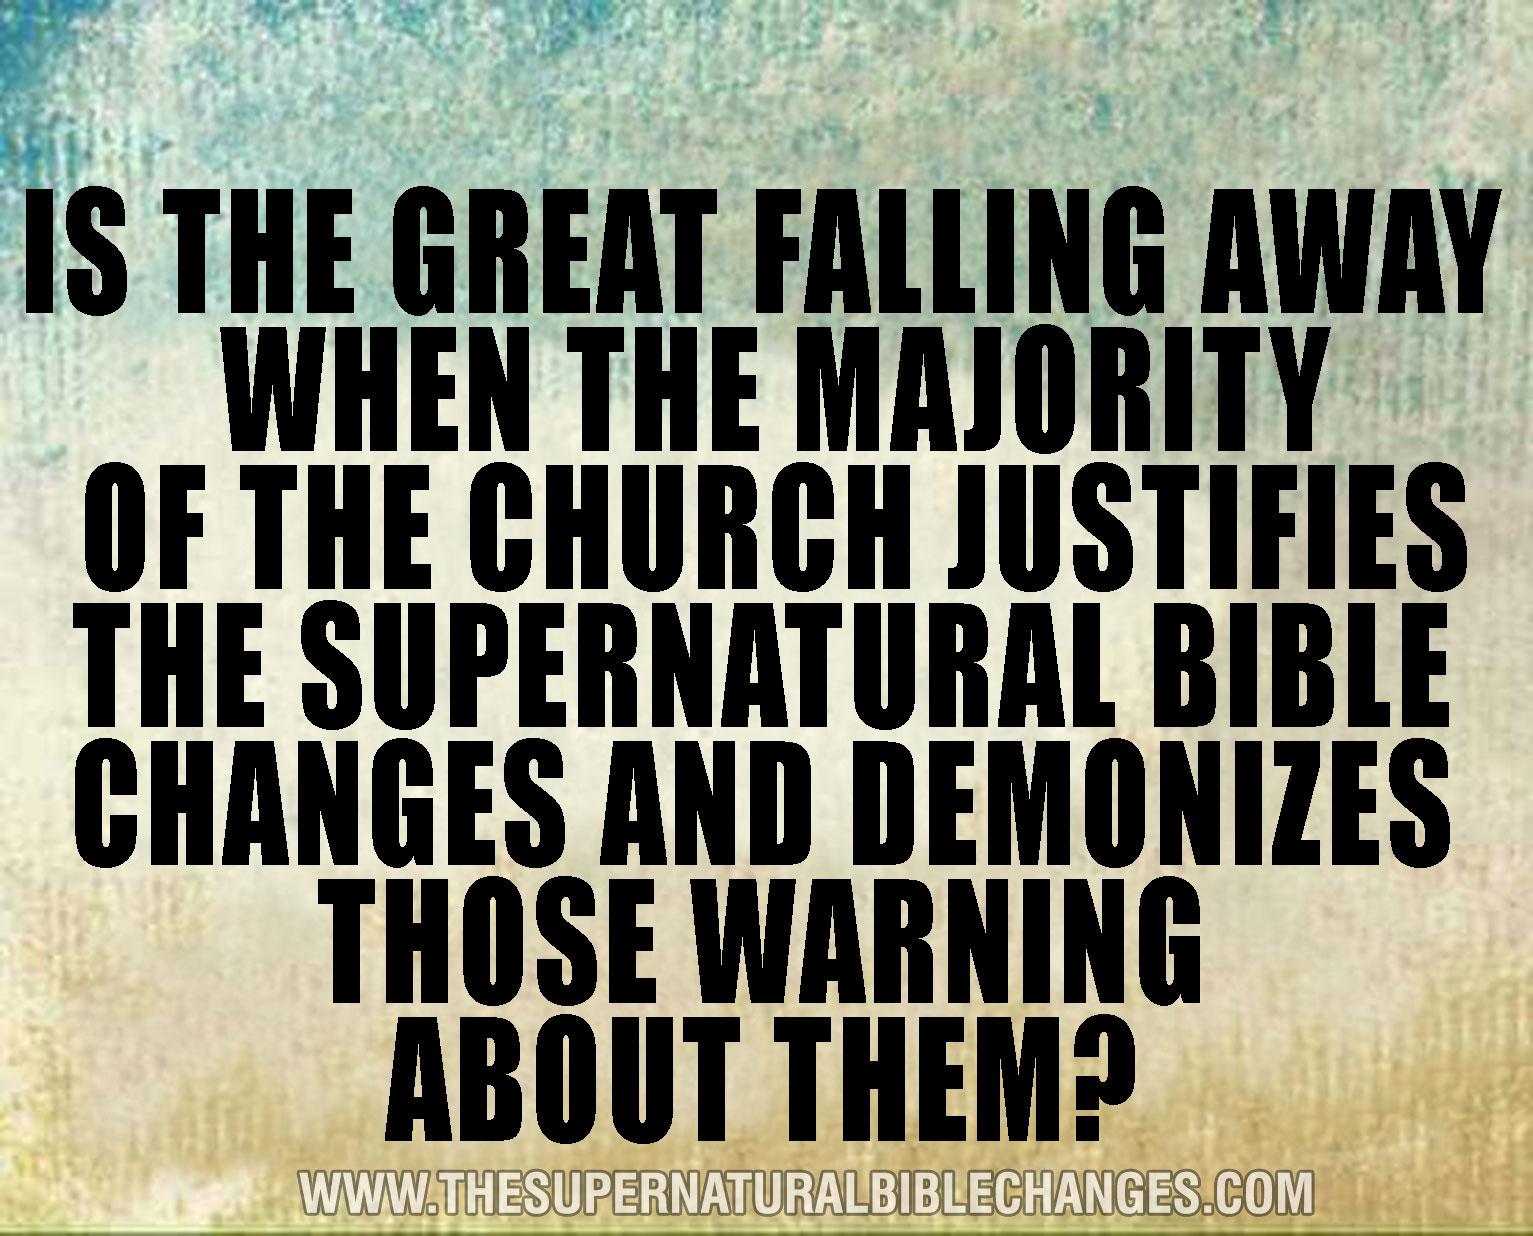 IS THE GREAT FALLING AWAY
WHEN THE MAJORITY
OF THE CHURCH JUSTIFIES
THE SUPERNATURAL BIBLE
CHANGES AND DEMONIZES
THOSE WARNING
ABOUT THEM?
WWW.THESUPERNATURALBIBLECHANGES.COM